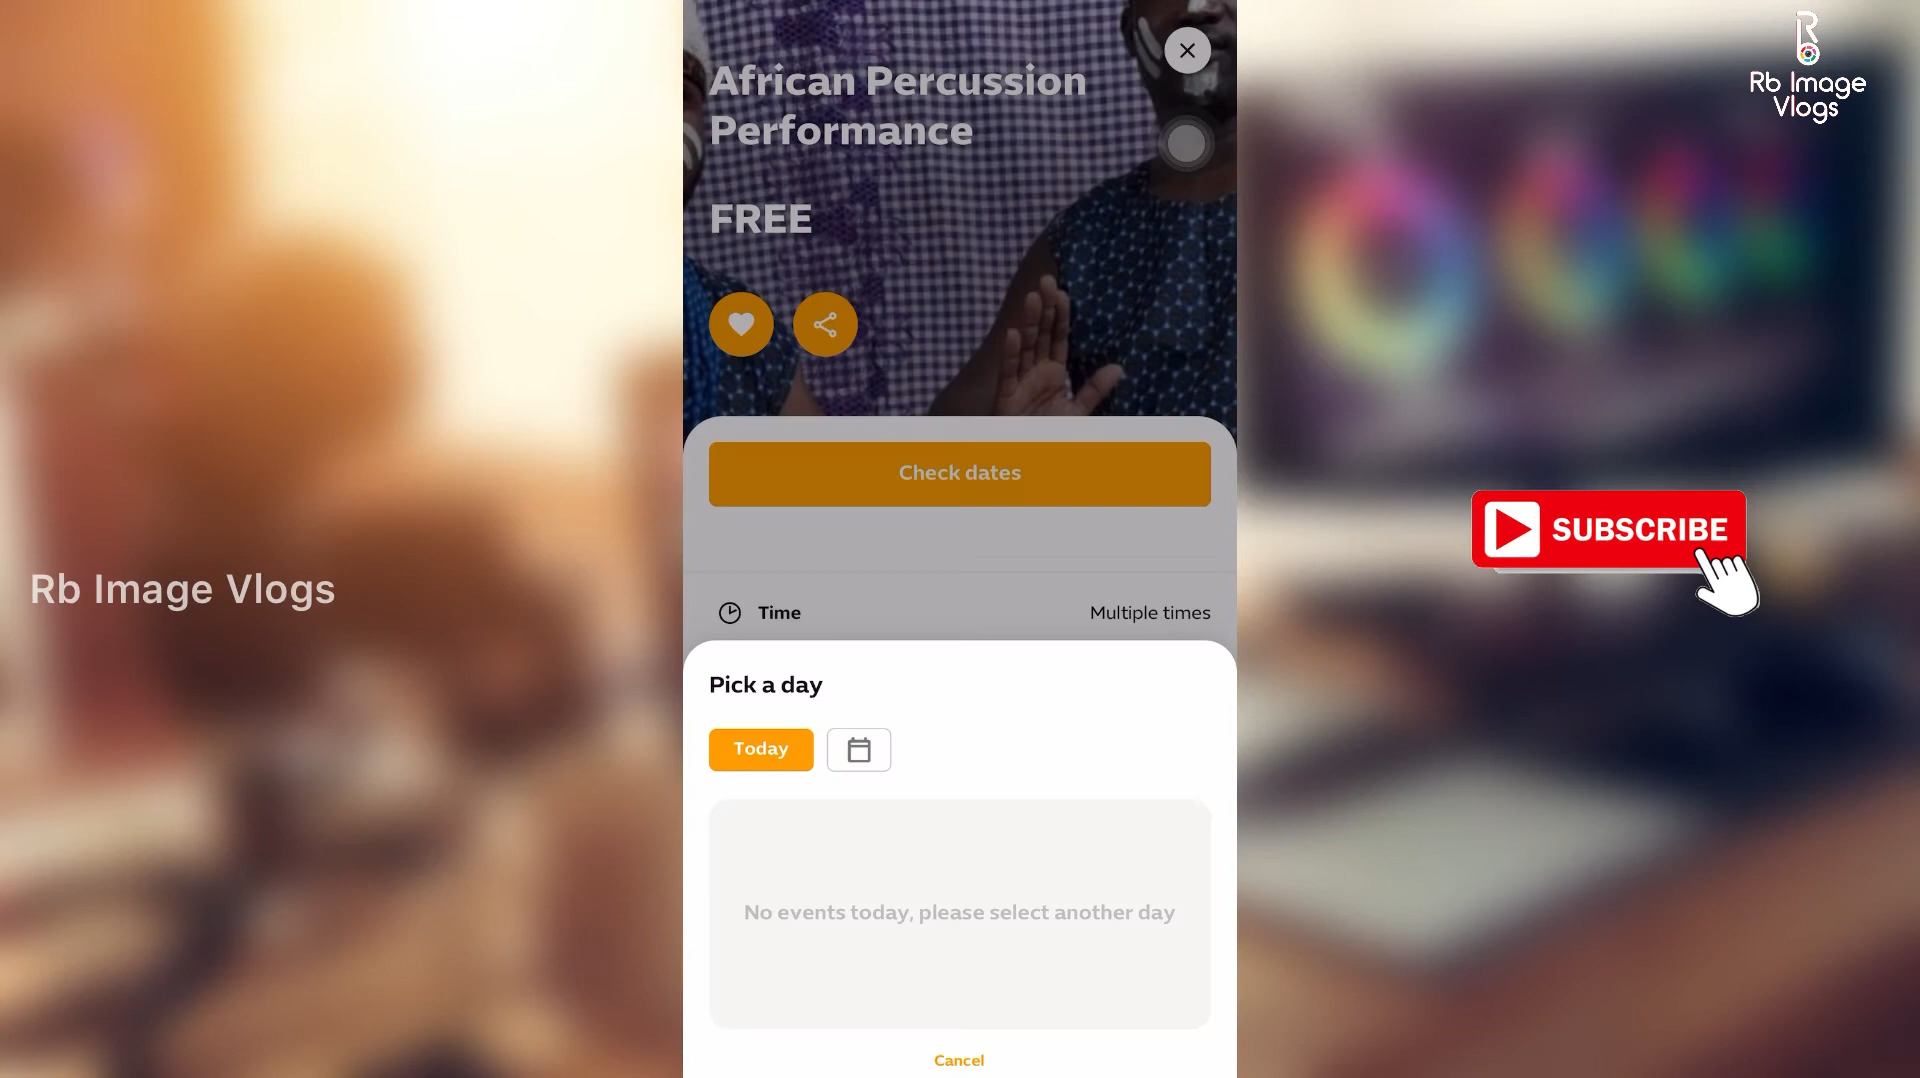 Rb Image
Vlogs
African Percussion
Performance
FREE
Check dates
Time
Multiple times
SUBSCRIBE
Rb Image Vlogs
Pick a day
Today
No events today, please select another day
Cancel